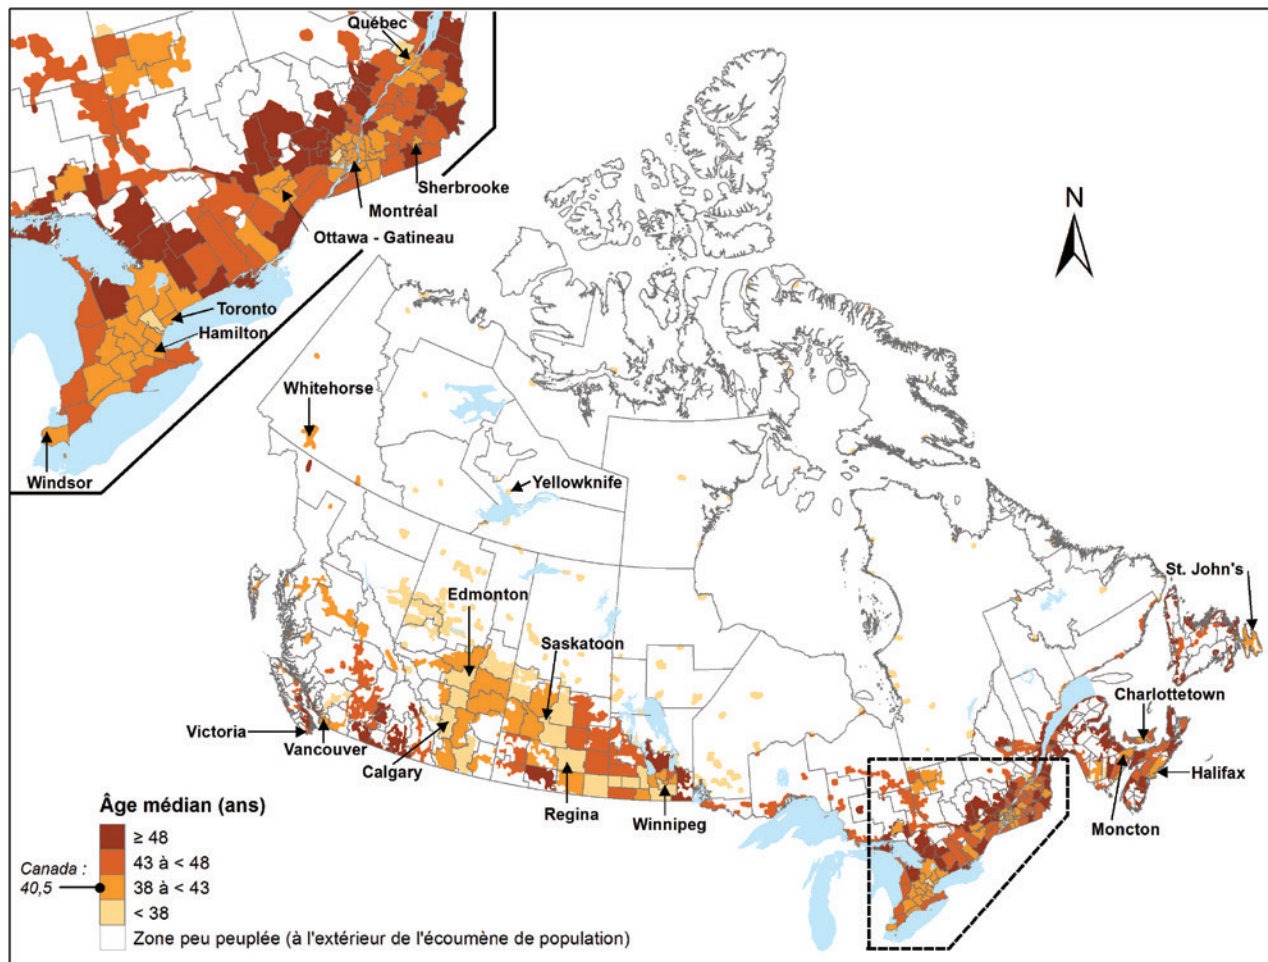 Québec
Sherbrooke
Montréal
Ottawa - Gatineau
Toronto
Hamilton
Windsor
N
Whitehorse
Yellowknife
St. John's
Edmonton
Saskatoon
Charlottetown
Victoria
Vancouver
Calgary
Regina
Winnipeg
Halifax
Moncton
Âge médian (ans)
≥ 48
43 à < 48
Canada :
40,5
38 à < 43
< 38
Zone peu peuplée (à l'extérieur de l'écoumène de population)